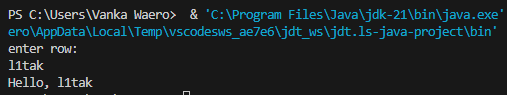 PS C:\Users\Vanka Waero>  & 'C:\Program Files\Java\jdk-21\bin\java.exe'
ero\AppData\Local\Temp\vscodesws_ae7e6\jdt_ws\jdt.ls-java-project\bin'
enter row:
l1tak
Hello, l1tak